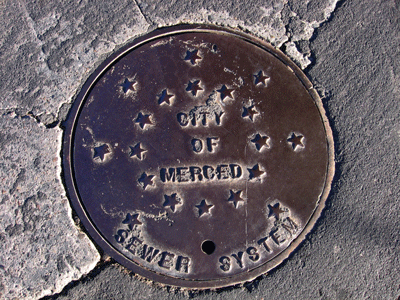 CITY
OF
MERCED
SEWER SYSTEM